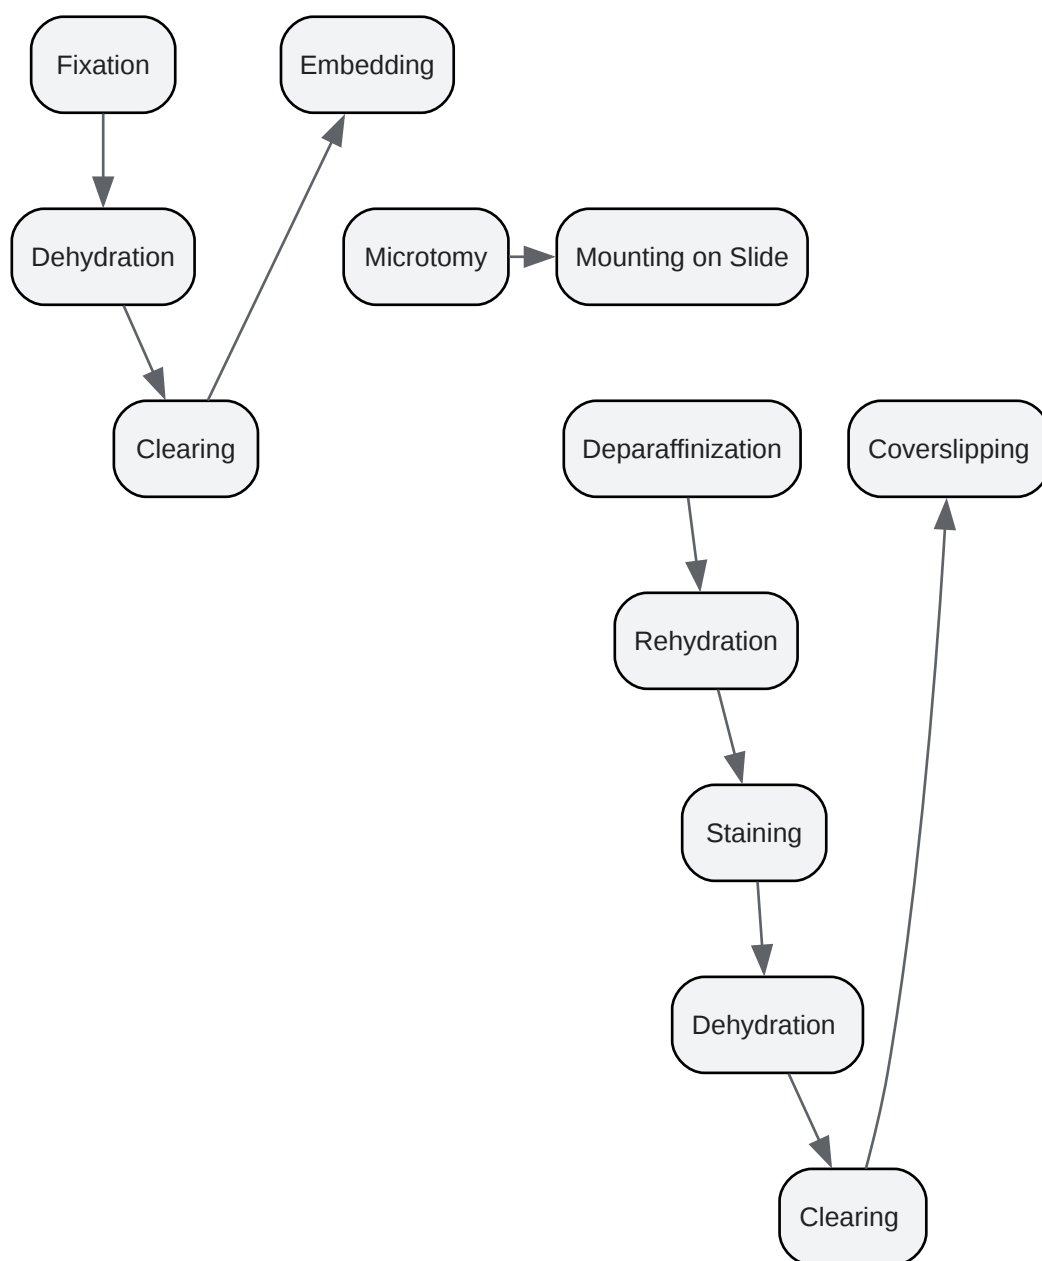 Fixation
Embedding
Dehydration
Microtomy
Mounting on Slide
Clearing
Deparaffinization
Coverslipping
Rehydration
Staining
Dehydration
Clearing